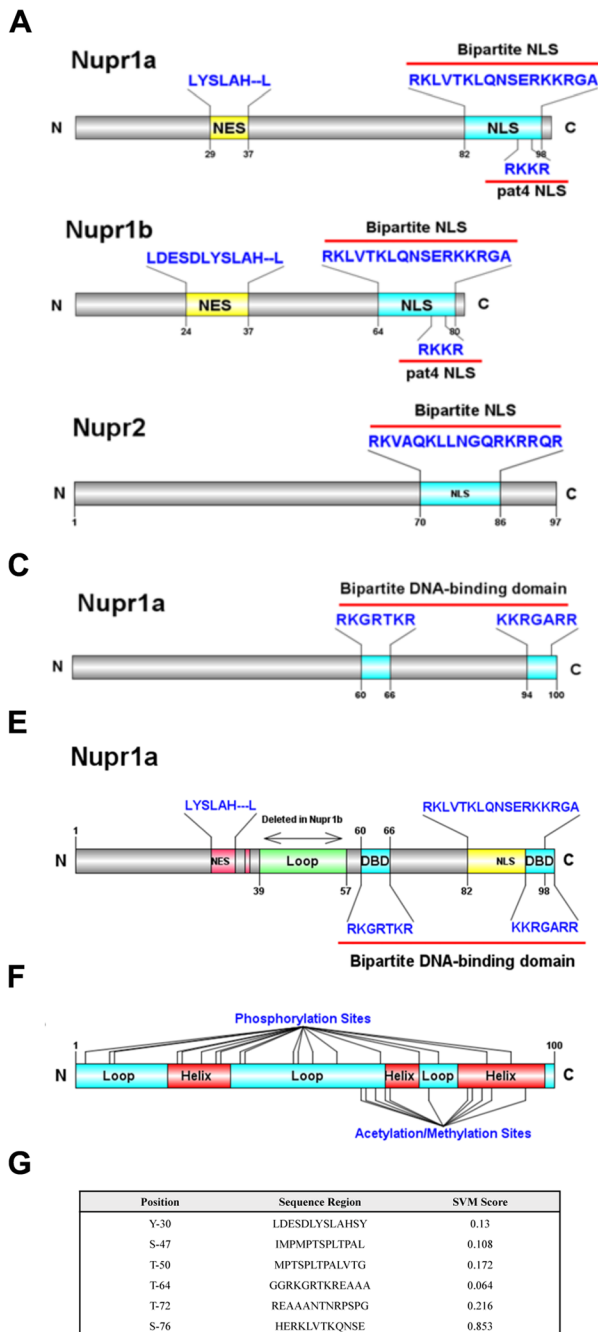 A
Nupr1a
Bipartite NLS
LYSLAH--L
RKLVTKLQNSERKKRGA
N
NES
NLS
C
29
37
82
98
RKKR
pat4 NLS
Nupr1b
Bipartite NLS
LDESDLYSLAH--L
RKLVTKLQNSERKKRGA
N
NES
NLS
C
24
37
64
80
RKKR
pat4 NLS
Nupr2
Bipartite NLS
RKVAQKLLNGQRKRRQR
N
NLS
C
1
70
86
97
C
Nupr1a
Bipartite DNA-binding domain
RKGRTKR
KKRGARR
N
C
60
66
94
100
E
Nupr1a
LYSLAH---L
RKLVTKLQNSERKKRGA
Deleted in Nupr1b
1
60
66
N
NES
Loop
DBD
NLS
DBD
C
39
57
82
98
RKGRTKR
KKRGARR
Bipartite DNA-binding domain
F
Phosphorylation Sites
1
100
N
Loop
Helix
Loop
Helix
Loop
Helix
C
Acetylation/Methylation Sites
G
Position Sequence Region SVM Score
Y-30 LDESDLYSLAHSY 0.13
S-47 IMPMPTSPLTPAL 0.108
T-50 MPTSPLTPALVTG 0.172
T-64 GGRKGRTKREAAA 0.064
T-72 REAAANTNRPSPG 0.216
S-76 HERKLVTKQNSE 0.853